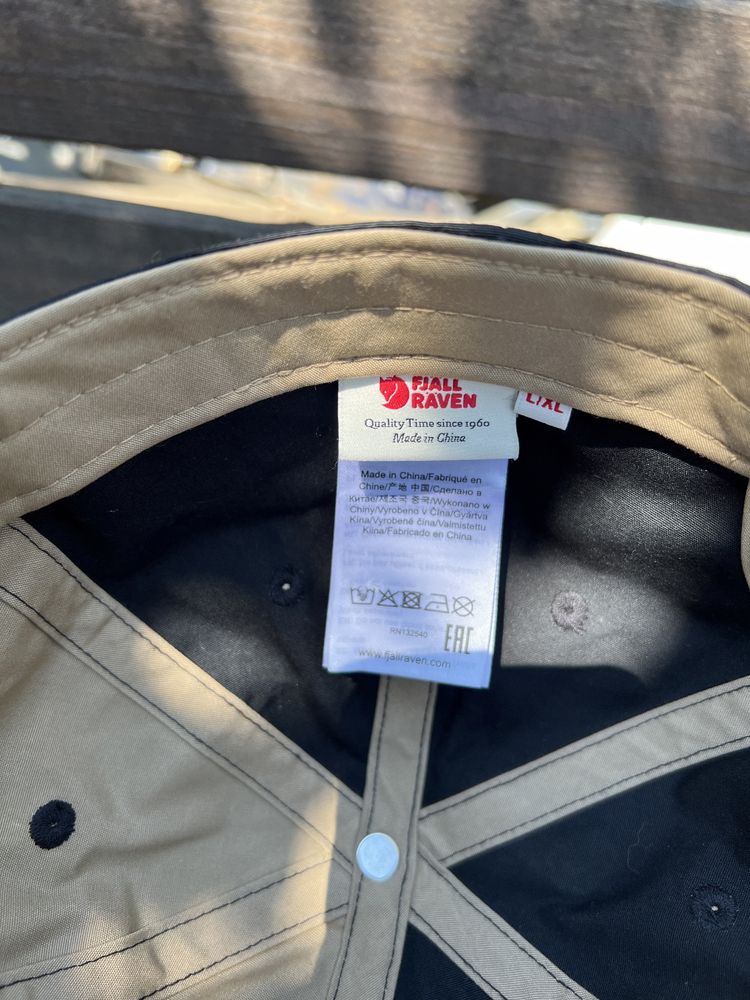 FJALL
RAVEN
Quality Time since 1960
Made in China
L/XL
Made in China/Fabriqué en
Chine/产地 中国/Сделано в
Китае/제조국 중국/Wykonano w
Chiny/Vyrobeno v Čína/Gyártva
Kína/Vyrobené čína/Valmistettu
Kiina/Fabricado en China
RN132540
EAC
www.fjallraven.com